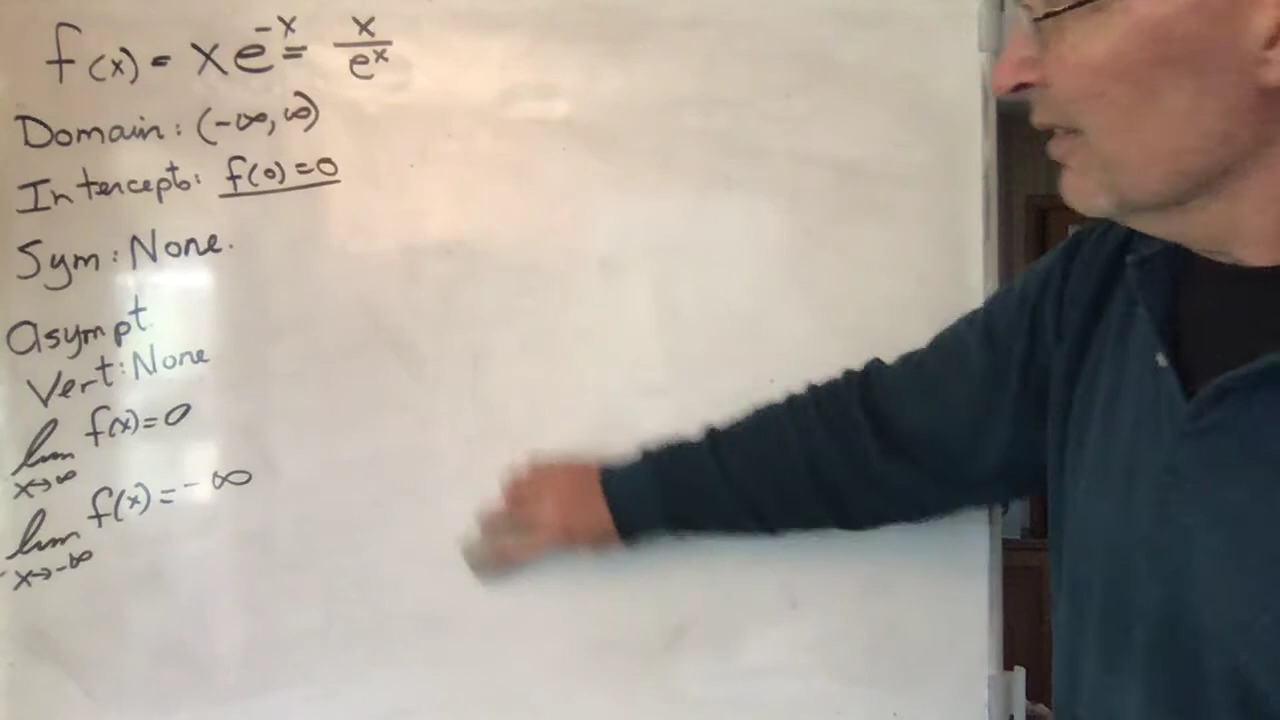 f(x) = xe^-x = x/e^x
Domain: (-∞, ∞)
Intercepts: f(0) = 0
Sym: None.
Asympt
Vert: None
lim x→∞ f(x) = 0
lim x→-∞ f(x) = -∞